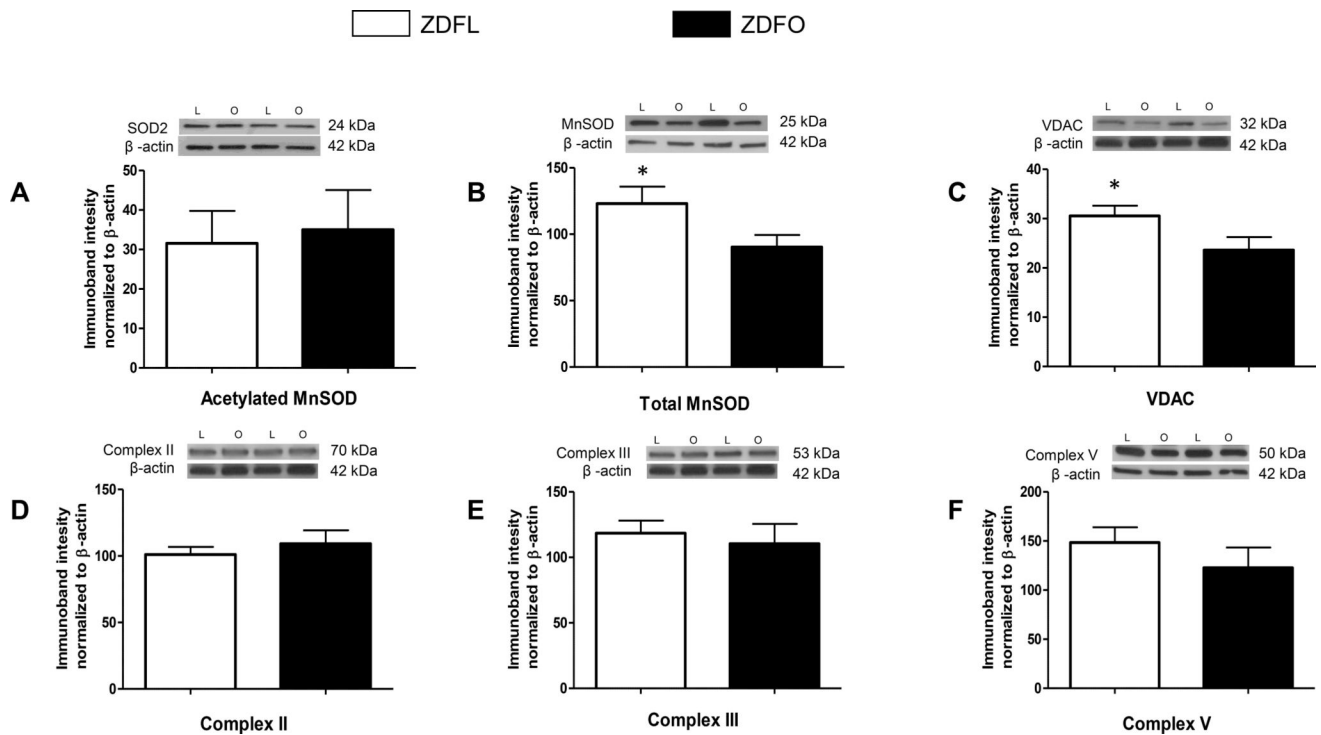 ZDFL ZDFO
L O L O
SOD2 24 kDa
β -actin 42 kDa
A
Immunoband intesity
normalized to β-actin
50
40
30
20
10
0
Acetylated MnSOD
L O L O
MnSOD 25 kDa
β -actin 42 kDa
B
Immunoband intesity
normalized to β-actin
150
100
50
0
*
Total MnSOD
L O L O
VDAC 32 kDa
β -actin 42 kDa
C
Immunoband intesity
normalized to β-actin
40
30
20
10
0
*
VDAC
L O L O
Complex II 70 kDa
β-actin 42 kDa
D
Immunoband intesity
normalized to β-actin
150
100
50
0
Complex II
L O L O
Complex III 53 kDa
β -actin 42 kDa
E
Immunoband intesity
normalized to β-actin
150
100
50
0
Complex III
L O L O
Complex V 50 kDa
β -actin 42 kDa
F
Immunoband intesity
normalized to β-actin
200
150
100
50
0
Complex V